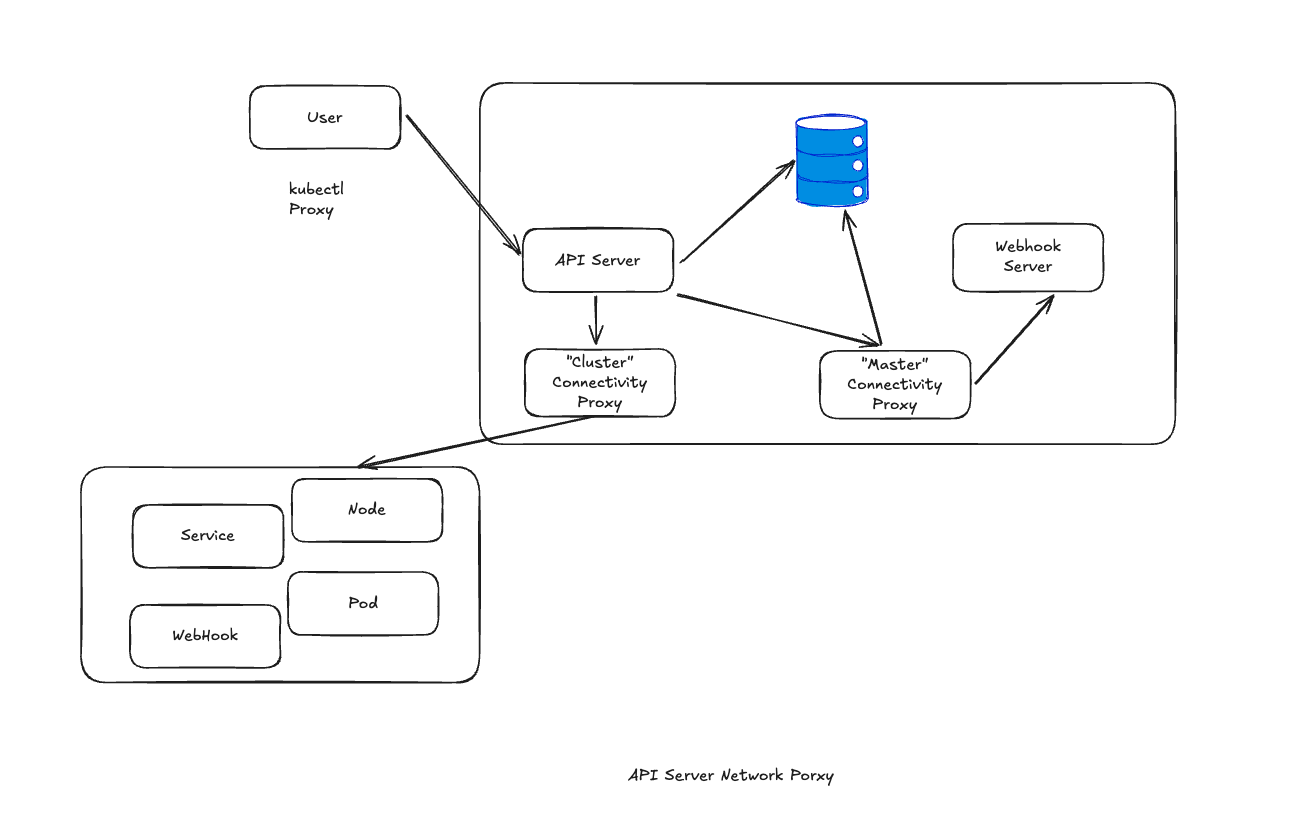 User
kubectl
Proxy
API Server
Webhook
Server
"Cluster"
Connectivity
Proxy
"Master"
Connectivity
Proxy
Node
Service
Pod
WebHook
API Server Network Porxy